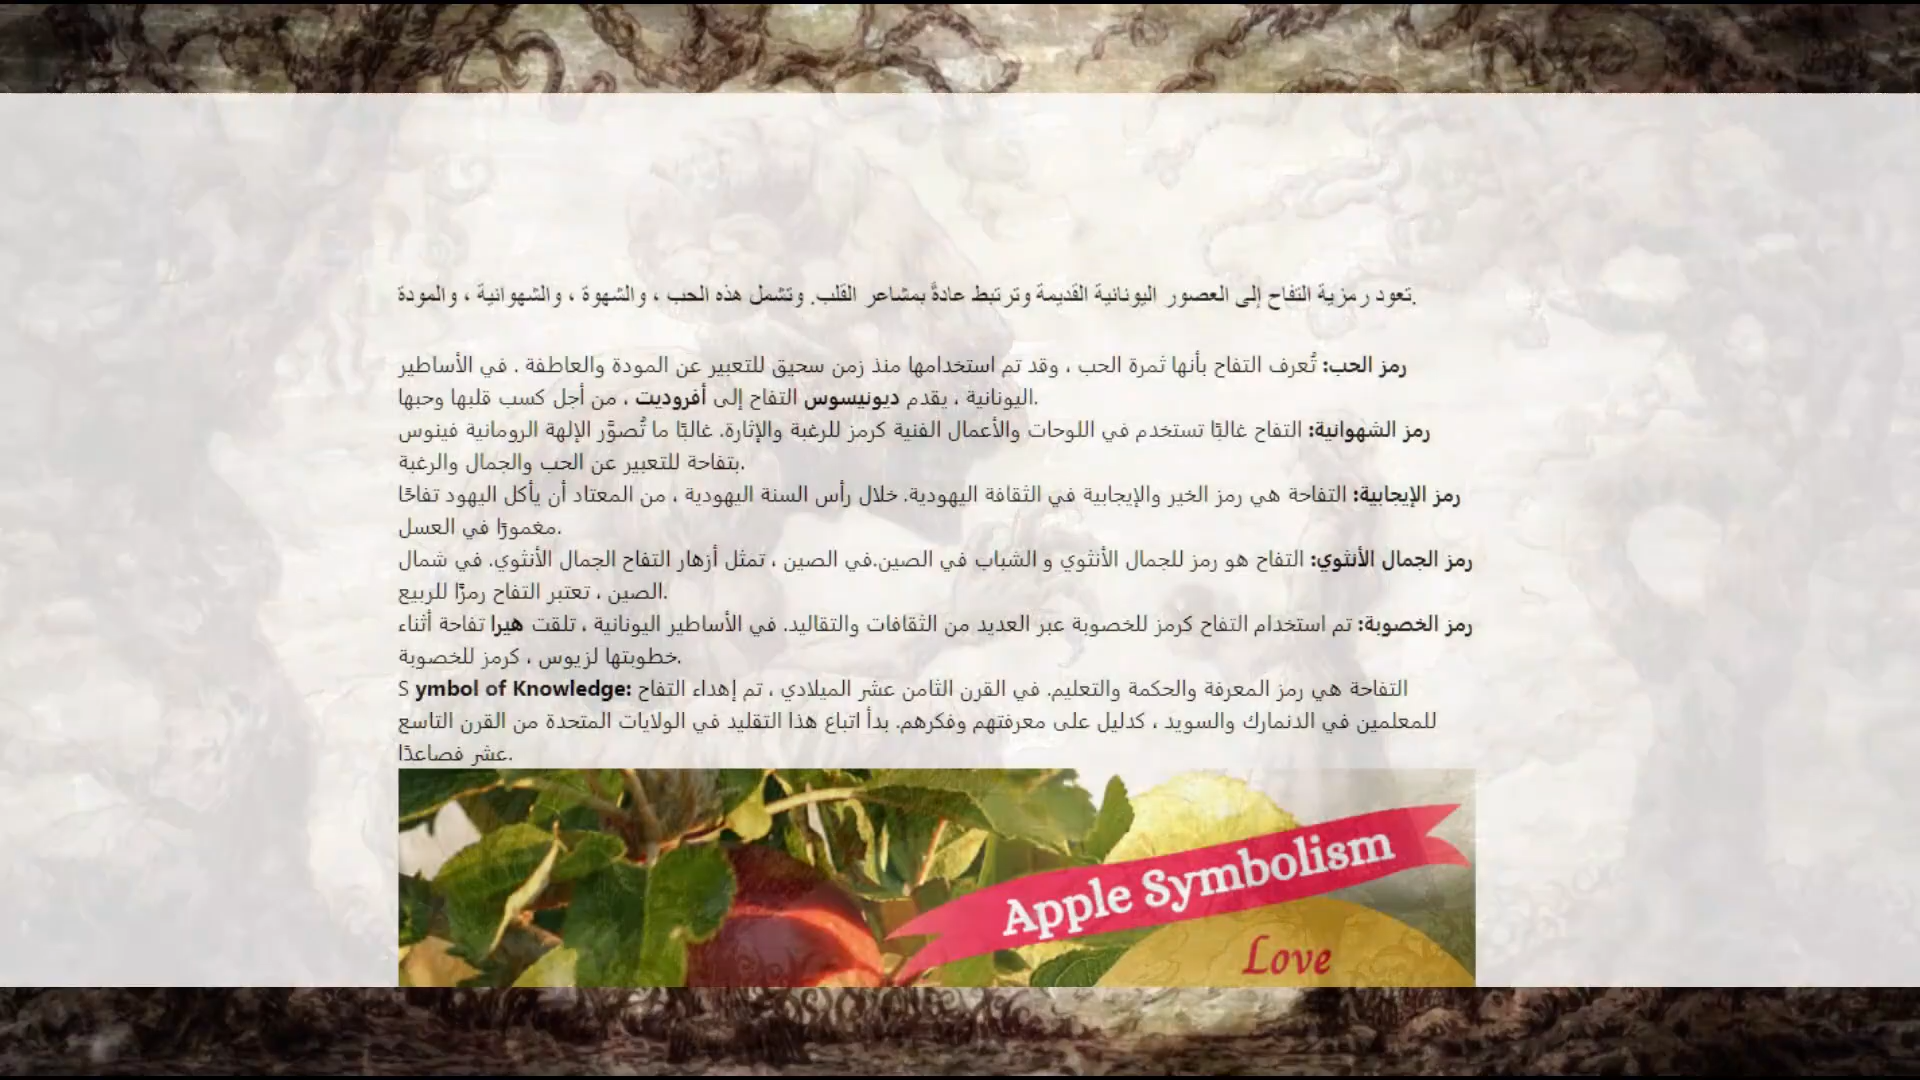 تعود رمزية التفاح إلى العصور اليونانية القديمة وترتبط عادةً بمشاعر القلب. وتشمل هذه الحب ، والشهوة ، والشهوانية ، والمودة.
رمز الحب: تُعرف التفاح بأنها ثمرة الحب ، وقد تم استخدامها منذ زمن سحيق للتعبير عن المودة والعاطفة . في الأساطير
اليونانية ، يقدم ديونيسوس التفاح إلى أفروديت ، من أجل كسب قلبها وحبها.
رمز الشهوانية: التفاح غالبًا تستخدم في اللوحات والأعمال الفنية كرمز للرغبة والإثارة. غالبًا ما تُصوَّر الإلهة الرومانية فينوس
بتفاحة للتعبير عن الحب والجمال والرغبة.
رمز الإيجابية: التفاحة هي رمز الخير والإيجابية في الثقافة اليهودية. خلال رأس السنة اليهودية ، من المعتاد أن يأكل اليهود تفاحًا
مغمورًا في العسل.
رمز الجمال الأنثوي: التفاح هو رمز للجمال الأنثوي و الشباب في الصين.في الصين ، تمثل أزهار التفاح الجمال الأنثوي. في شمال
الصين ، تعتبر التفاح رمزًا للربيع.
رمز الخصوبة: تم استخدام التفاح كرمز للخصوبة عبر العديد من الثقافات والتقاليد. في الأساطير اليونانية ، تلقت هيرا تفاحة أثناء
خطوبتها لزيوس ، كرمز للخصوبة.
S ymbol of Knowledge: التفاحة هي رمز المعرفة والحكمة والتعليم. في القرن الثامن عشر الميلادي ، تم إهداء التفاح
للمعلمين في الدنمارك والسويد ، كدليل على معرفتهم وفكرهم. بدأ اتباع هذا التقليد في الولايات المتحدة من القرن التاسع
عشر فصاعدًا.
Apple Symbolism
Love